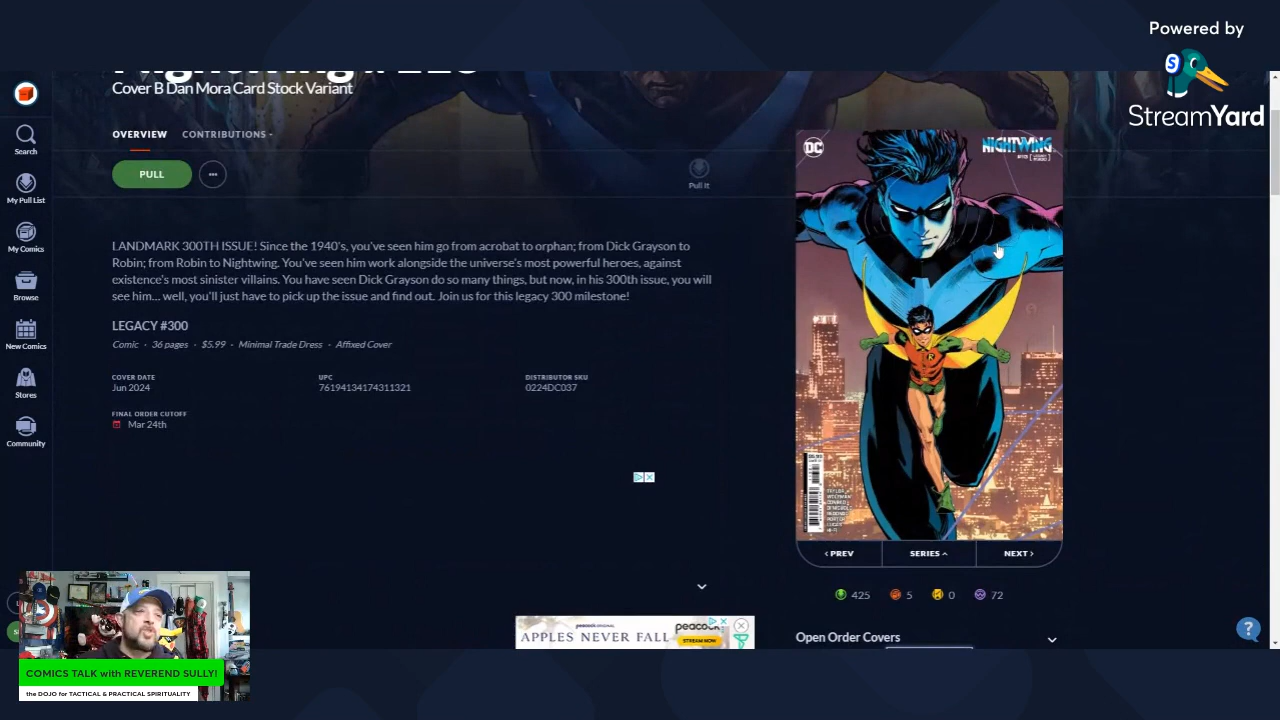 Powered by
StreamYard
Cover B Dan Mora Card Stock Variant
OVERVIEW CONTRIBUTIONS
PULL
Pull It
Search
My Pull List
My Comics
Browse
New Comics
Stores
Community
LANDMARK 300TH ISSUE! Since the 1940's, you've seen him go from acrobat to orphan; from Dick Grayson to
Robin; from Robin to Nightwing. You've seen him work alongside the universe's most powerful heroes, against
existence's most sinister villains. You have seen Dick Grayson do so many things, but now, in his 300th issue, you will
see him... well, you'll just have to pick up the issue and find out. Join us for this legacy 300 milestone!
LEGACY #300
Comic · 36 pages · $5.99 · Minimal Trade Dress · Affixed Cover
COVER DATE UPC DISTRIBUTOR SKU
Jun 2024 76194134174311321 0224DC037
FINAL ORDER CUTOFF
Mar 24th
DC
NIGHTWING
R
‹ PREV SERIES NEXT ›
425 5 0 72
Open Order Covers
peacock ORIGINAL
APPLES NEVER FALL
peacock
STREAM NOW
COMICS TALK with REVEREND SULLY!
the DOJO for TACTICAL & PRACTICAL SPIRITUALITY
?